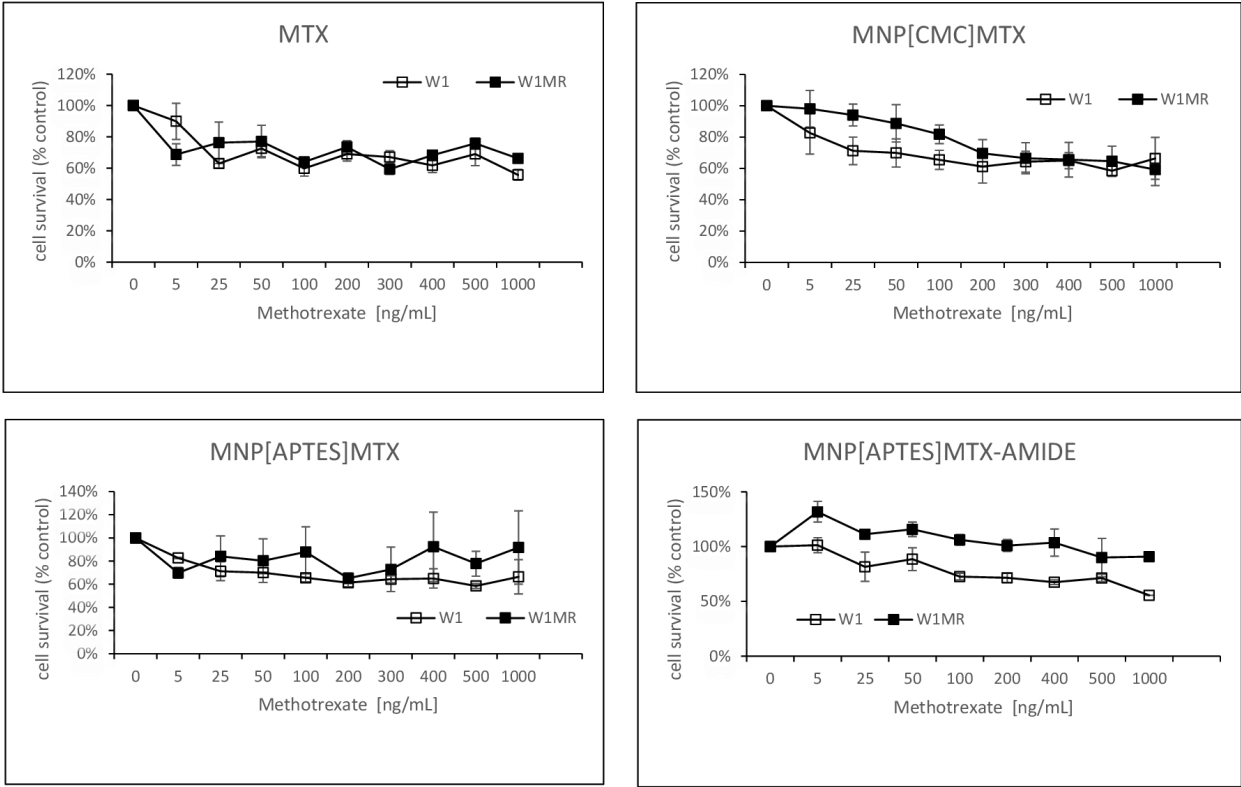 MTX
120%
100%
80%
60%
40%
20%
0%
W1
W1MR
cell survival (% control)
0 5 25 50 100 200 300 400 500 1000
Methotrexate [ng/mL]
MNP[CMC]MTX
120%
100%
80%
60%
40%
20%
0%
W1
W1MR
cell survival (% control)
0 5 25 50 100 200 300 400 500 1000
Methotrexate [ng/mL]
MNP[APTES]MTX
140%
120%
100%
80%
60%
40%
20%
0%
W1
W1MR
cell survival (% control)
0 5 25 50 100 200 300 400 500 1000
Methotrexate [ng/mL]
MNP[APTES]MTX-AMIDE
150%
100%
50%
0%
W1
W1MR
cell survival (% control)
0 5 25 50 100 200 400 500 1000
Methotrexate [ng/mL]